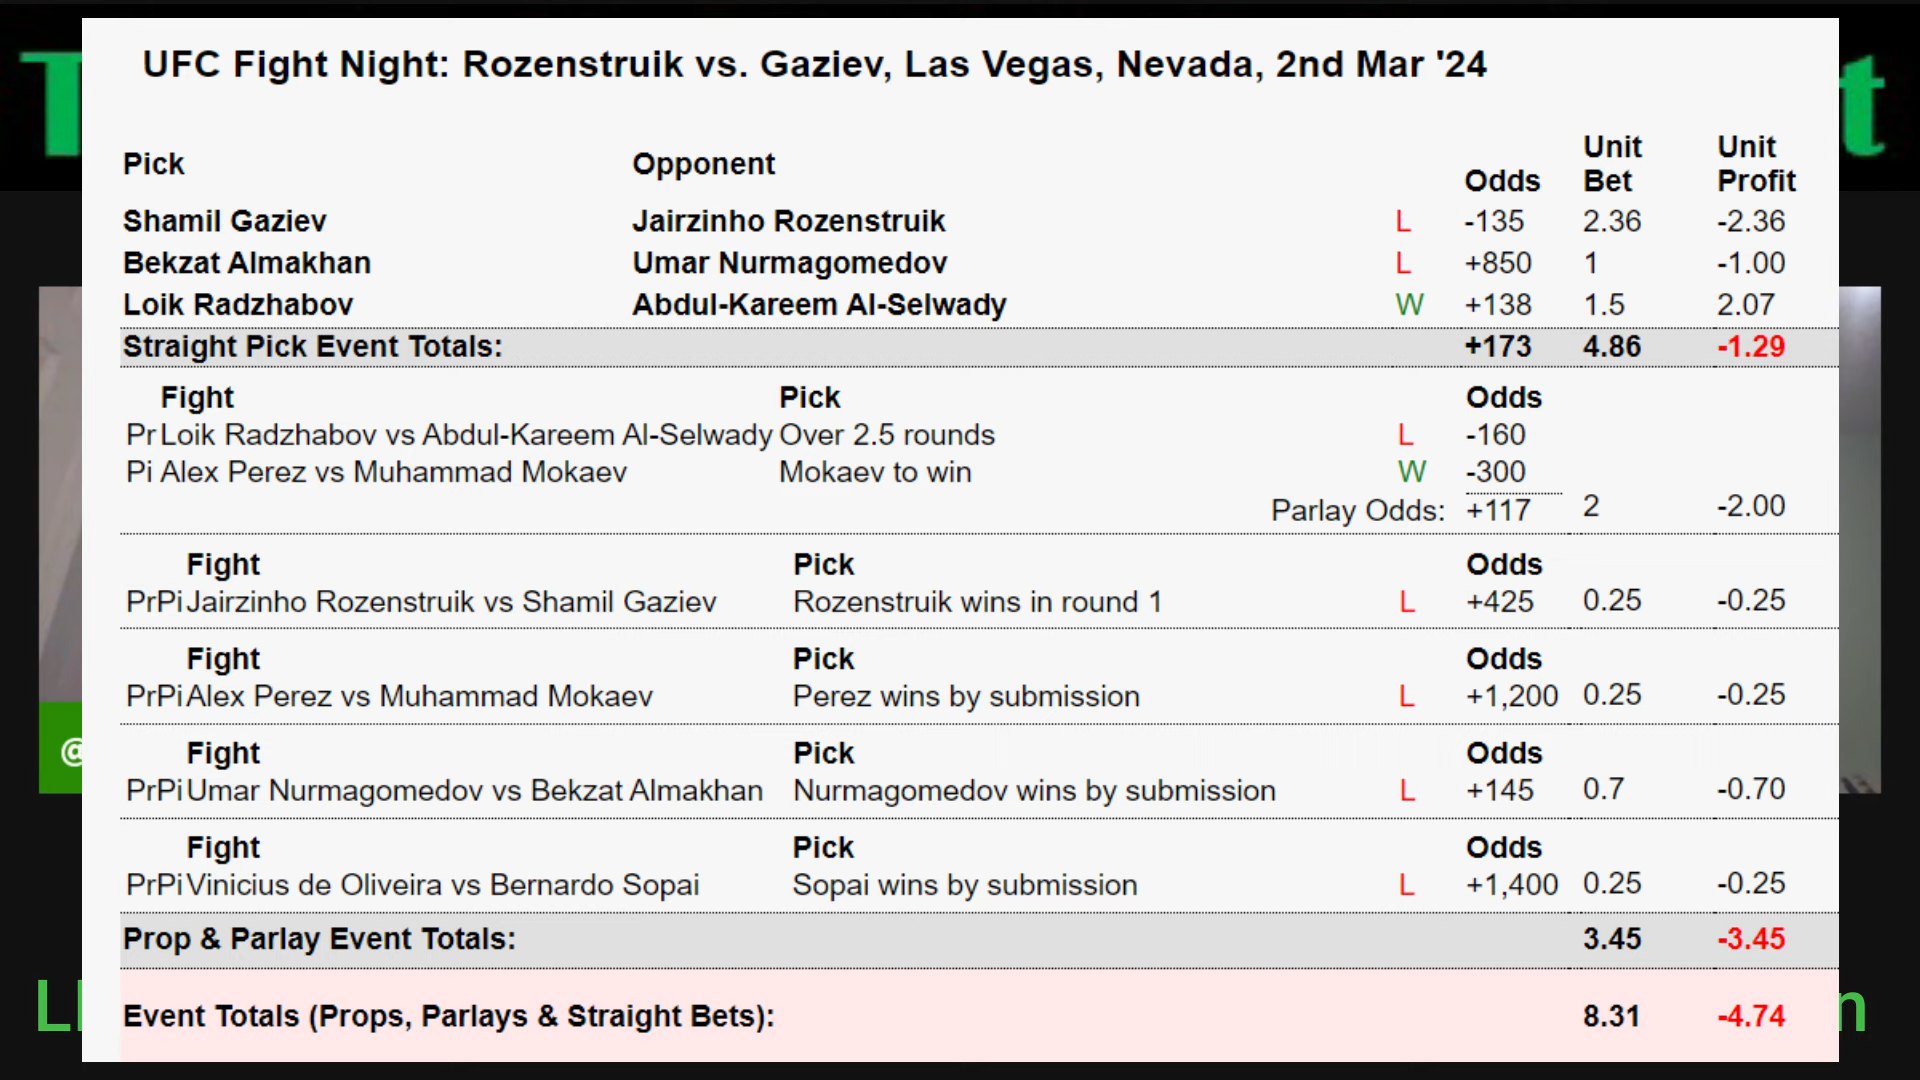 UFC Fight Night: Rozenstruik vs. Gaziev, Las Vegas, Nevada, 2nd Mar '24
T t
Pick Opponent Odds Unit Bet Unit Profit
Shamil Gaziev Jairzinho Rozenstruik L -135 2.36 -2.36
Bekzat Almakhan Umar Nurmagomedov L +850 1 -1.00
Loik Radzhabov Abdul-Kareem Al-Selwady W +138 1.5 2.07
Straight Pick Event Totals: +173 4.86 -1.29
Fight Pick Odds
Pr Loik Radzhabov vs Abdul-Kareem Al-Selwady Over 2.5 rounds L -160
Pi Alex Perez vs Muhammad Mokaev Mokaev to win W -300
Parlay Odds: +117 2 -2.00
Fight Pick Odds
PrPi Jairzinho Rozenstruik vs Shamil Gaziev Rozenstruik wins in round 1 L +425 0.25 -0.25
Fight Pick Odds
PrPi Alex Perez vs Muhammad Mokaev Perez wins by submission L +1,200 0.25 -0.25
Fight Pick Odds
@
PrPi Umar Nurmagomedov vs Bekzat Almakhan Nurmagomedov wins by submission L +145 0.7 -0.70
Fight Pick Odds
PrPi Vinicius de Oliveira vs Bernardo Sopai Sopai wins by submission L +1,400 0.25 -0.25
Prop & Parlay Event Totals: 3.45 -3.45
Event Totals (Props, Parlays & Straight Bets): 8.31 -4.74
n